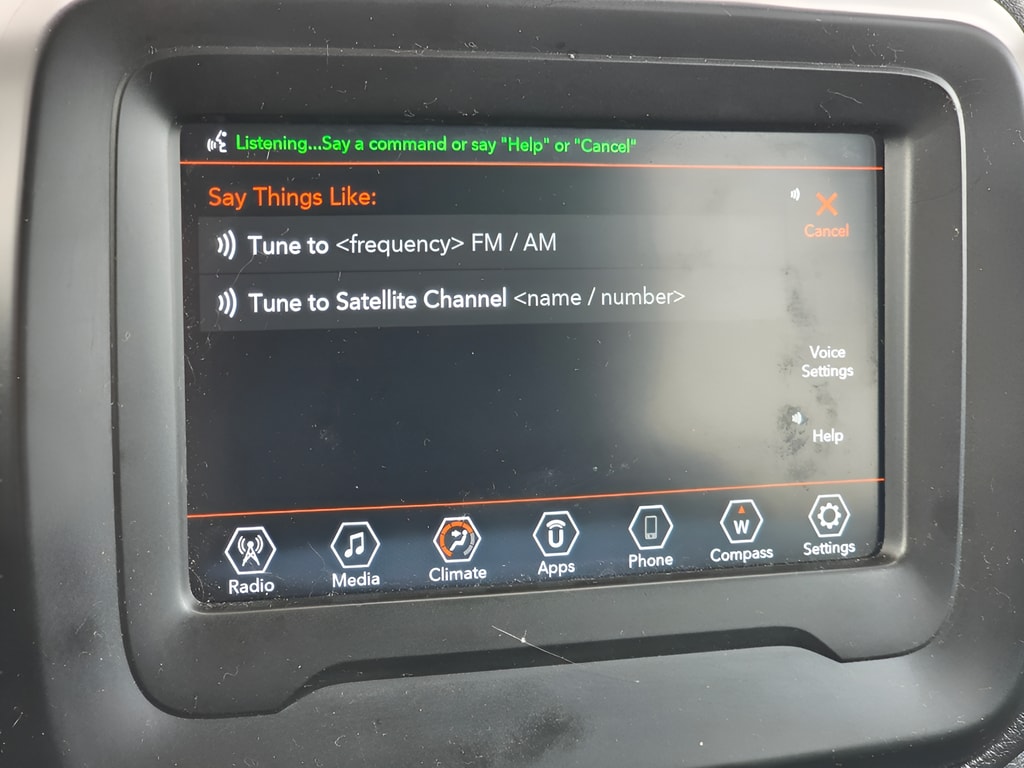 Listening...Say a command or say "Help" or "Cancel"
Say Things Like:
Cancel
Tune to <frequency> FM / AM
Tune to Satellite Channel <name / number>
Voice
Settings
Help
Radio
Media
Climate
U
Apps
Phone
W
Compass
Settings